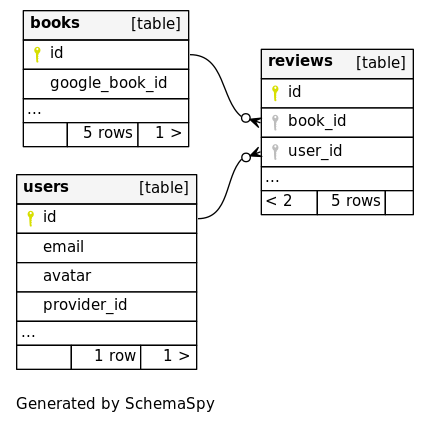 books [table]
id
google_book_id
...
5 rows 1 >
reviews [table]
id
book_id
user_id
...
< 2 5 rows
users [table]
id
email
avatar
provider_id
...
1 row 1 >
Generated by SchemaSpy